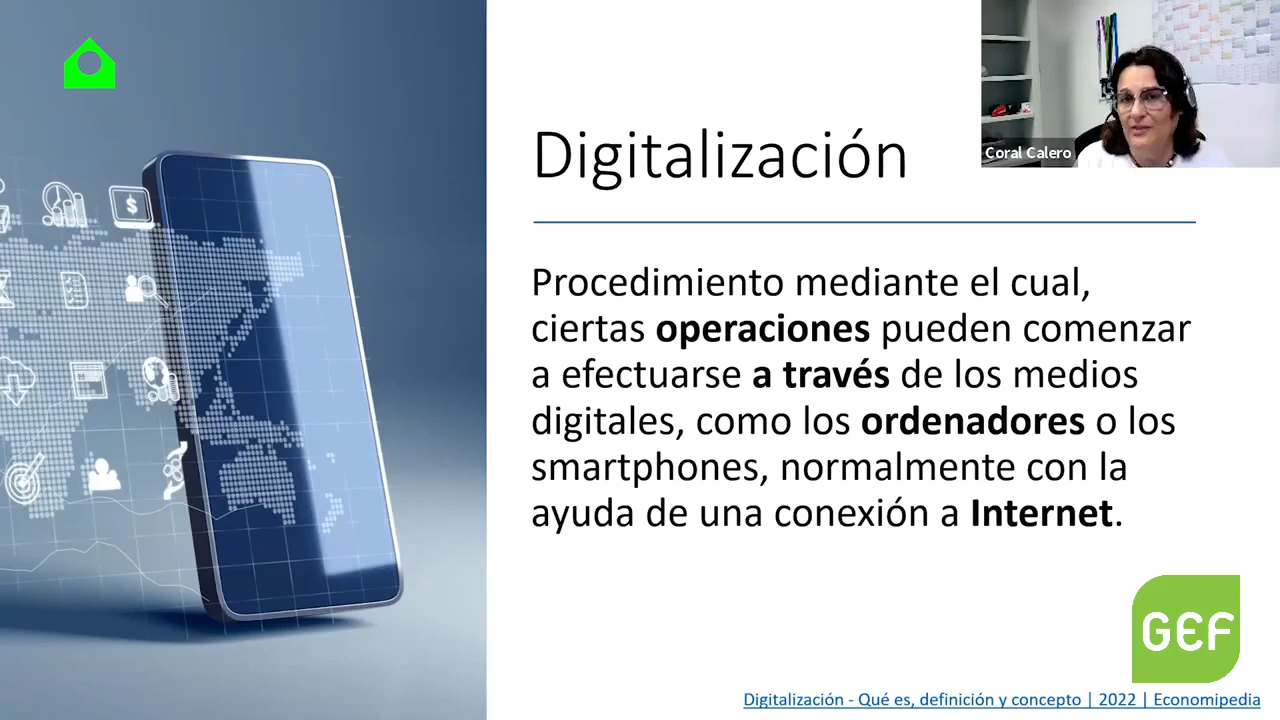 Coral Calero
Digitalización
Procedimiento mediante el cual,
ciertas operaciones pueden comenzar
a efectuarse a través de los medios
digitales, como los ordenadores o los
smartphones, normalmente con la
ayuda de una conexión a Internet.
GEF
Digitalización - Qué es, definición y concepto | 2022 | Economipedia